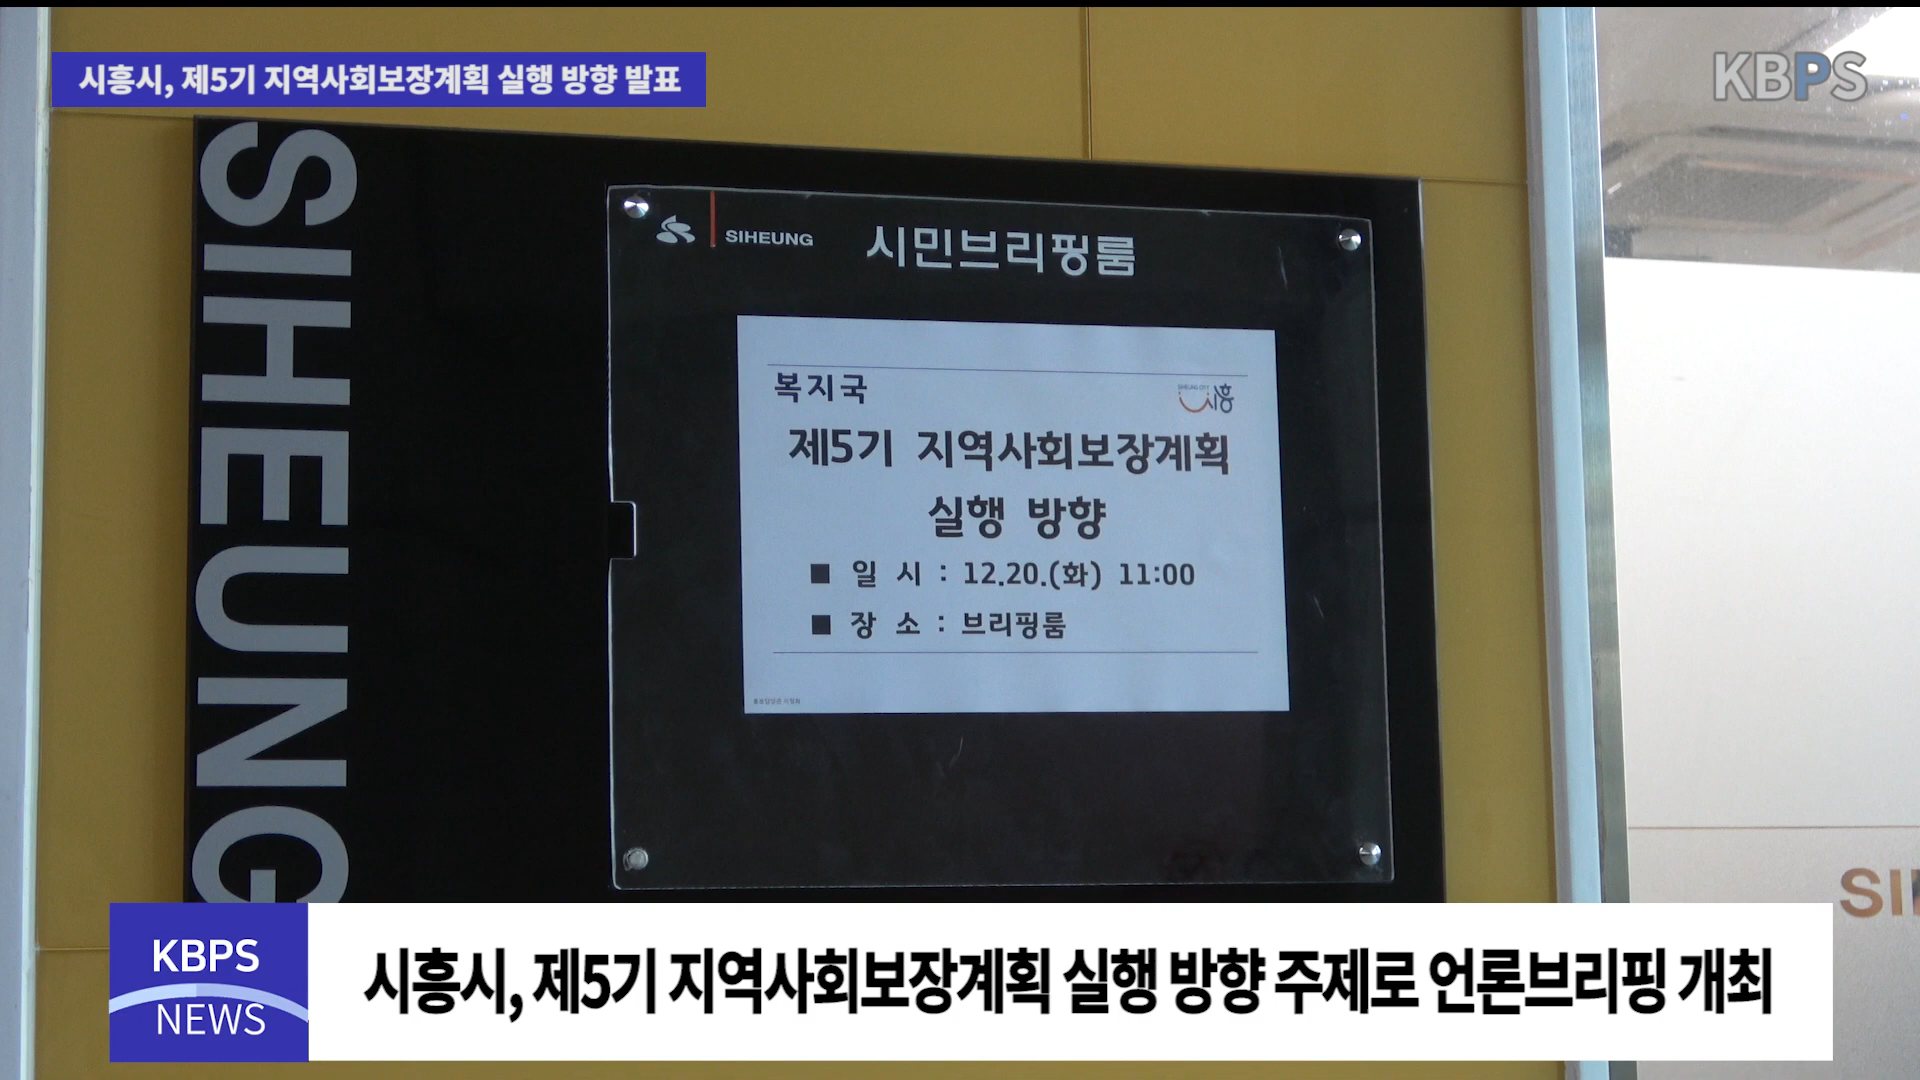 시흥시, 제5기 지역사회보장계획 실행 방향 발표
KBPS
SIHEUNG
SIHEUNG 시민브리핑룸
복지국
SIHEUNG CITY
시흥
제5기 지역사회보장계획
실행 방향
■ 일 시 : 12.20.(화) 11:00
■ 장 소 : 브리핑룸
SI
KBPS
NEWS
시흥시, 제5기 지역사회보장계획 실행 방향 주제로 언론브리핑 개최